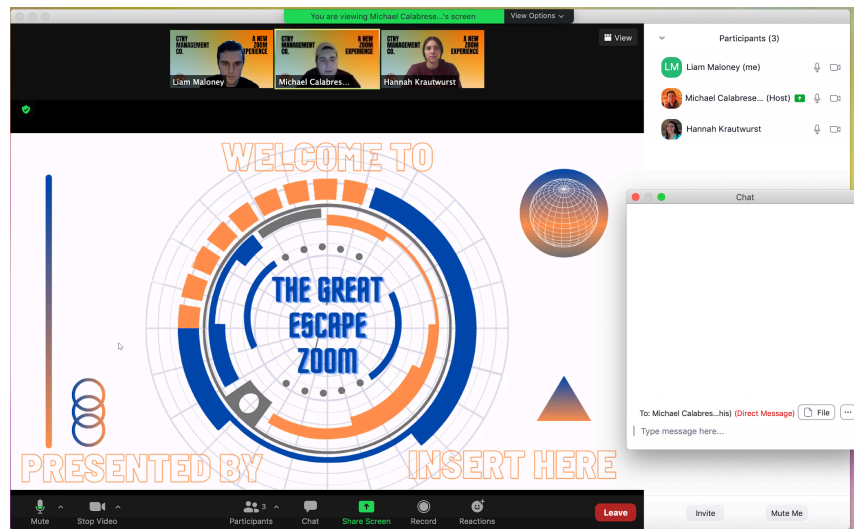 You are viewing Michael Calabrese...'s screen
View Options
CTNY
MANAGEMENT
CO.
A NEW
ZOOM
EXPERIENCE
Liam Maloney
CTNY
MANAGEMENT
CO.
A NEW
ZOOM
EXPERIENCE
Michael Calabres...
CTNY
MANAGEMENT
CO.
A NEW
ZOOM
EXPERIENCE
Hannah Krautwurst
View
Participants (3)
LM Liam Maloney (me)
Michael Calabrese... (Host)
Hannah Krautwurst
WELCOME TO
THE GREAT
ESCAPE
ZOOM
PRESENTED BY
INSERT HERE
Chat
To: Michael Calabres...his) (Direct Message) File ...
Type message here...
Mute
Stop Video
3
Participants
Chat
Share Screen
Record
Reactions
Leave
Invite
Mute Me